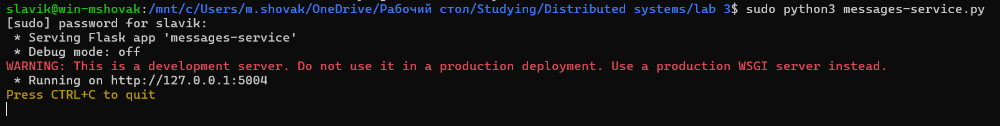 slavik@win-mshovak:/mnt/c/Users/m.shovak/OneDrive/Рабочий стол/Studying/Distributed systems/lab 3$ sudo python3 messages-service.py
[sudo] password for slavik:
 * Serving Flask app 'messages-service'
 * Debug mode: off
WARNING: This is a development server. Do not use it in a production deployment. Use a production WSGI server instead.
 * Running on http://127.0.0.1:5004
Press CTRL+C to quit